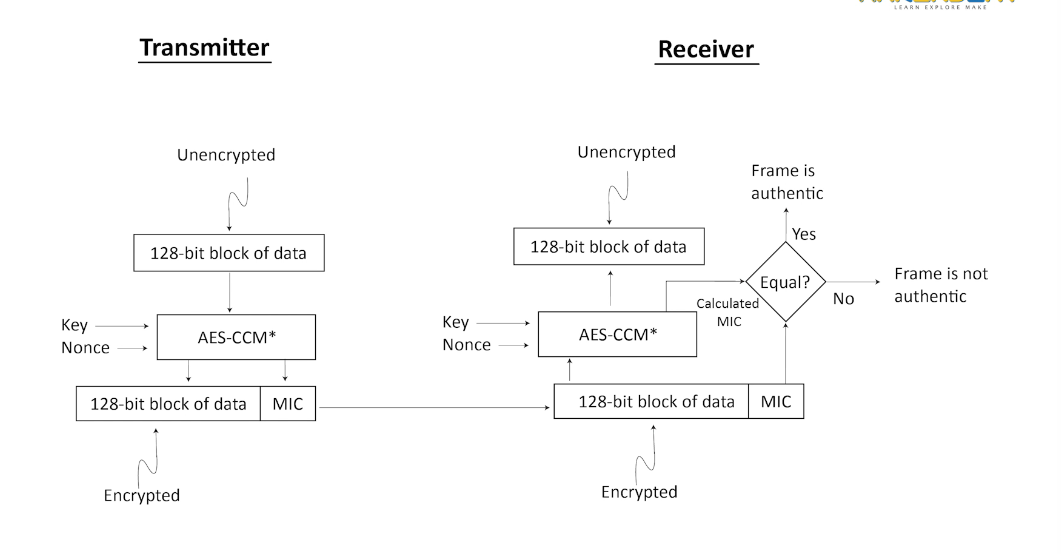 LEARN EXPLORE MAKE
Transmitter
Receiver
Unencrypted
128-bit block of data
Key
Nonce
AES-CCM*
128-bit block of data
MIC
Encrypted
Unencrypted
128-bit block of data
Key
Nonce
AES-CCM*
Calculated
MIC
128-bit block of data
MIC
Encrypted
Frame is
authentic
Yes
Equal?
No
Frame is not
authentic